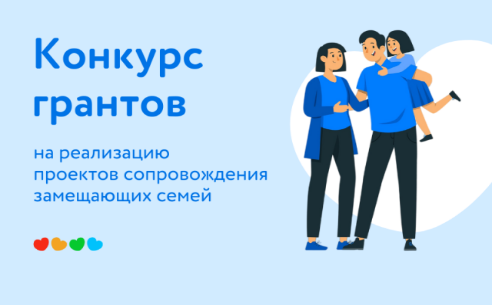 Конкурс
грантов
на реализацию
проектов сопровождения
замещающих семей